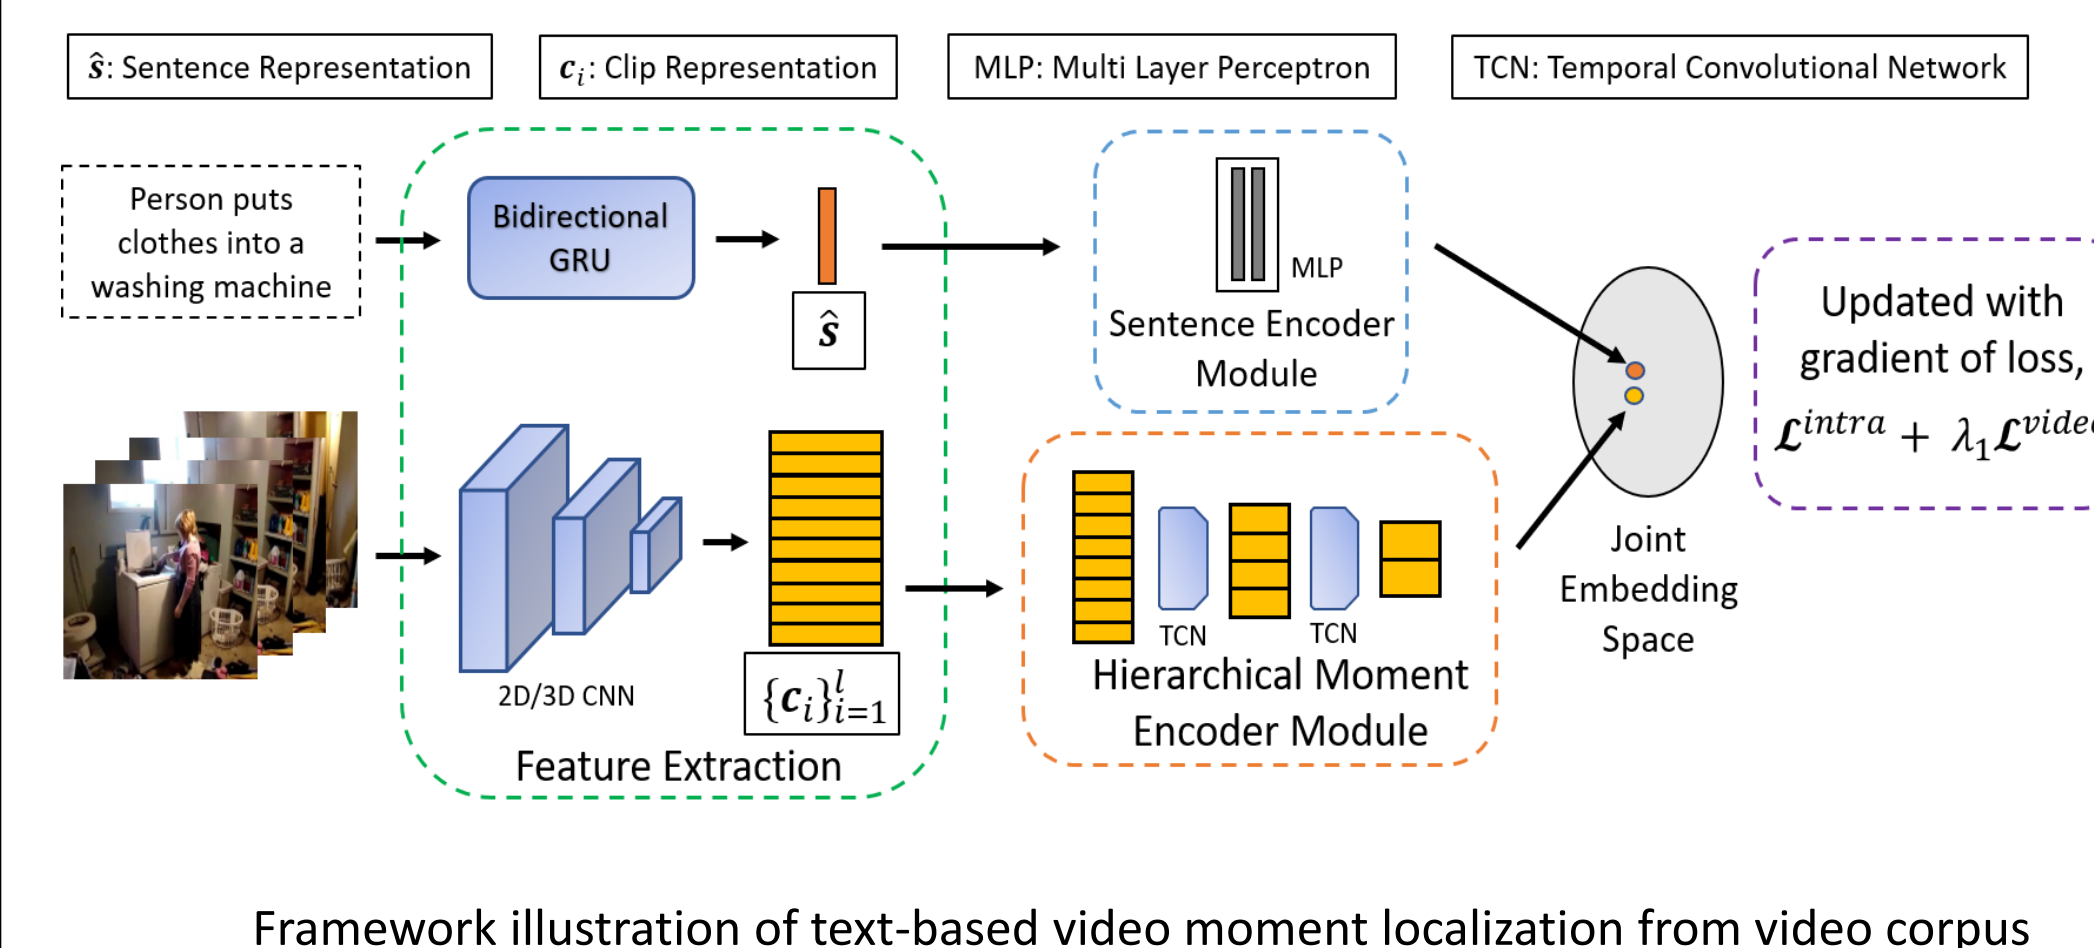 ŝ: Sentence Representation
cᵢ: Clip Representation
MLP: Multi Layer Perceptron
TCN: Temporal Convolutional Network
Person puts
clothes into a
washing machine
Bidirectional
GRU
ŝ
MLP
Sentence Encoder
Module
2D/3D CNN
{cᵢ}ˡᵢ₌₁
Feature Extraction
TCN
TCN
Hierarchical Moment
Encoder Module
Joint
Embedding
Space
Updated with
gradient of loss,
𝓛^intra + λ₁𝓛^vide
Framework illustration of text-based video moment localization from video corpus